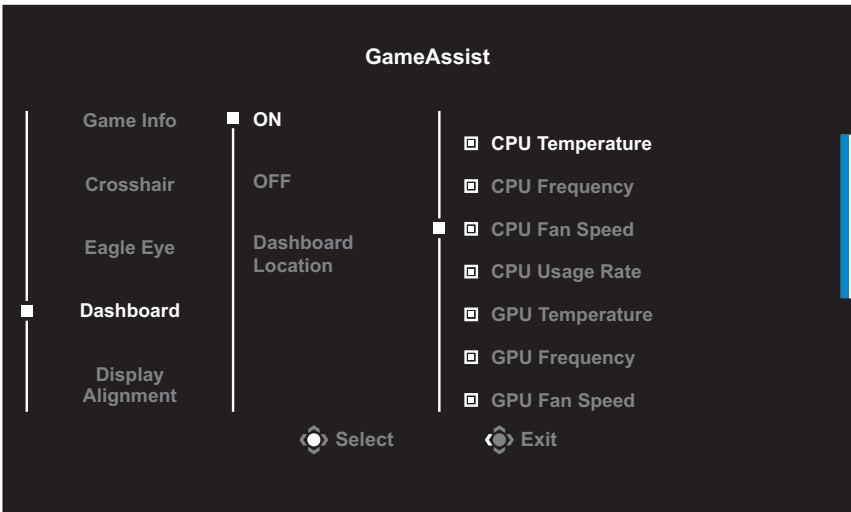 GameAssist
Game Info
Crosshair
Eagle Eye
Dashboard
Display
Alignment
ON
OFF
Dashboard
Location
CPU Temperature
CPU Frequency
CPU Fan Speed
CPU Usage Rate
GPU Temperature
GPU Frequency
GPU Fan Speed
Select
Exit